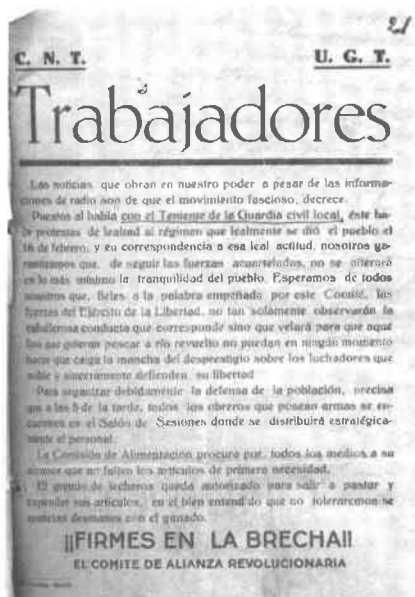 21
C. N. T. U. G. T.
Trabajadores
Las noticias que obran en nuestro poder a pesar de las informa-
ciones de radio son de que el movimiento fascioso, decrece.
Puestos al habla con el Teniente de la Guardia civil local, éste ha-
ce protestas de lealtad al régimen que lealmente se dió el pueblo el
16 de febrero, y en correspondencia a esa leal actitud, nosotros ga-
rantizamos que, de seguir las fuerzas acuarteladas, no se alterará
en lo más mínimo la tranquilidad del pueblo. Esperamos de todos
nosotros que, fieles a la palabra empeñada por este Comité, las
fuerzas del Ejército de la Libertad, no tan solamente observarán la
caballerosa conducta que corresponde sino que velará para que aque
llos que quieran pescar a río revuelto no puedan en ningún momento
hacer que caiga la mancha del desprestigio sobre los luchadores que
noble y sinceramente defienden su libertad
Para organizar debidamente la defensa de la población, precisa
que a las 5 de la tarde, todos los obreros que posean armas se en-
cuentren en el Salón de Sesiones donde se distribuirá estratégica-
mente el personal.
La Comisión de Alimentación procura por todos los medios a su
alcance que no falten los artículos de primera necesidad.
El gremio de lecheros queda autorizado para salir a pastar y
expender sus artículos, en el bien entendido que no toleraremos se
cometan desmanes con el ganado.
¡¡FIRMES EN LA BRECHA!!
EL COMITE DE ALIANZA REVOLUCIONARIA